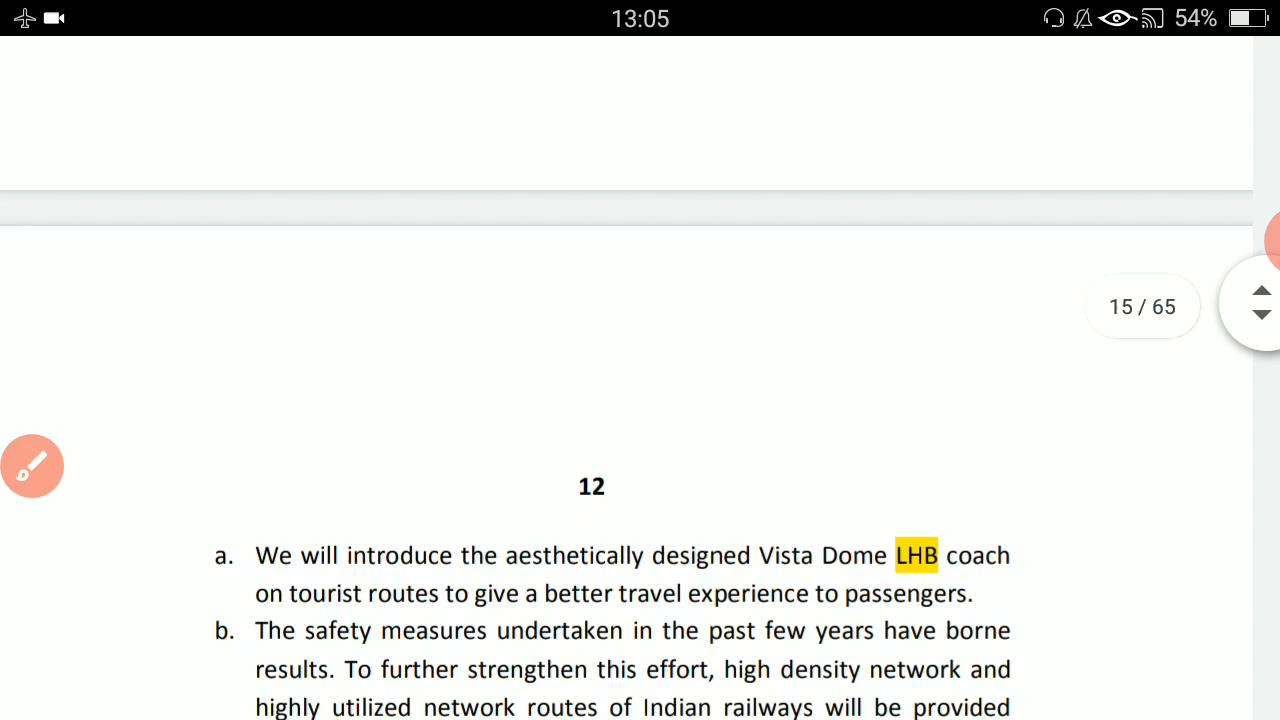 13:05
54%
15 / 65
12
a. We will introduce the aesthetically designed Vista Dome LHB coach
on tourist routes to give a better travel experience to passengers.
b. The safety measures undertaken in the past few years have borne
results. To further strengthen this effort, high density network and
highly utilized network routes of Indian railways will be provided